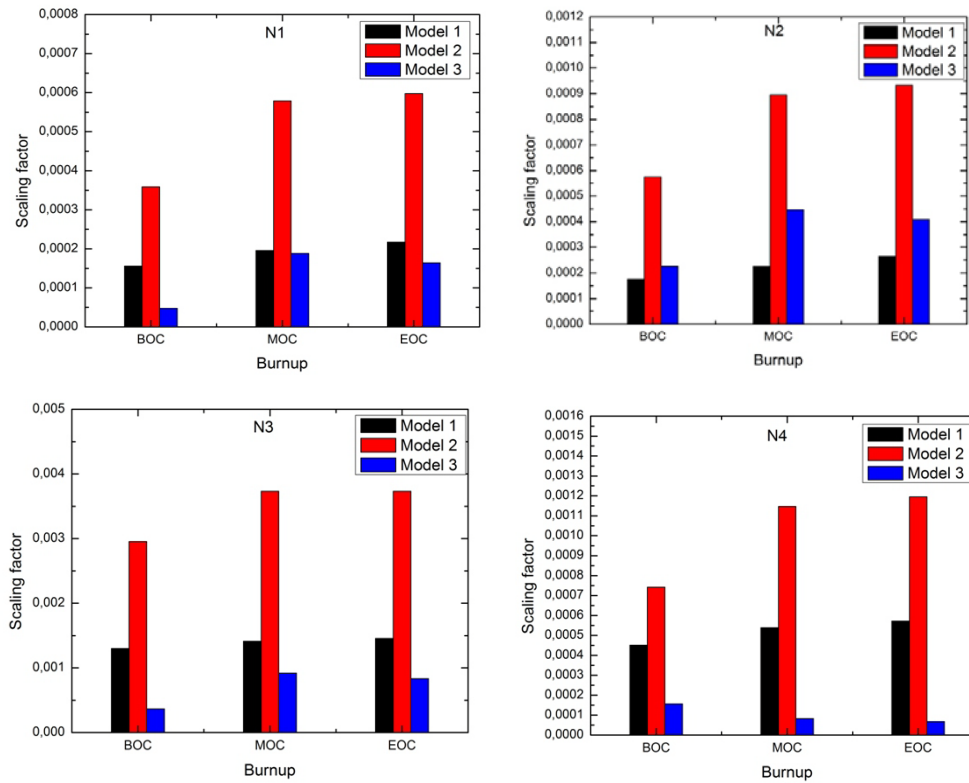 N1
Model 1
Model 2
Model 3
0,0008
0,0007
0,0006
0,0005
0,0004
0,0003
0,0002
0,0001
0,0000
Scaling factor
BOC MOC EOC
Burnup
N2
Model 1
Model 2
Model 3
0,0012
0,0011
0,0010
0,0009
0,0008
0,0007
0,0006
0,0005
0,0004
0,0003
0,0002
0,0001
0,0000
Scaling factor
BOC MOC EOC
Burnup
N3
Model 1
Model 2
Model 3
0,005
0,004
0,003
0,002
0,001
0,000
Scaling factor
BOC MOC EOC
Burnup
N4
Model 1
Model 2
Model 3
0,0016
0,0015
0,0014
0,0013
0,0012
0,0011
0,0010
0,0009
0,0008
0,0007
0,0006
0,0005
0,0004
0,0003
0,0002
0,0001
0,0000
Scaling factor
BOC MOC EOC
Burnup